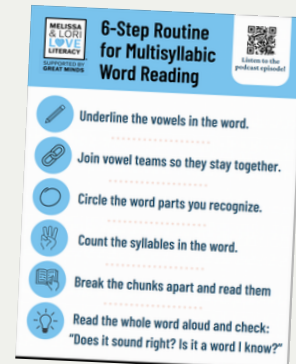 MELISSA
& LORI
LOVE
LITERACY
SUPPORTED BY
GREAT MINDS
6-Step Routine
for Multisyllabic
Word Reading
Listen to the
podcast episode!
Underline the vowels in the word.
Join vowel teams so they stay together.
Circle the word parts you recognize.
Count the syllables in the word.
Break the chunks apart and read them
Read the whole word aloud and check:
"Does it sound right? Is it a word I know?"